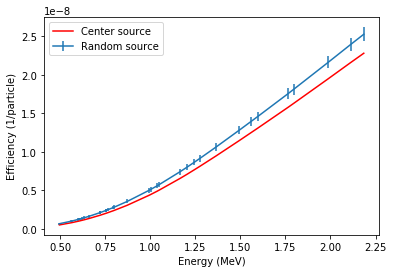 1e−8
Center source
Random source
2.5
2.0
1.5
1.0
0.5
0.0
Efficiency (1/particle)
0.50 0.75 1.00 1.25 1.50 1.75 2.00 2.25
Energy (MeV)